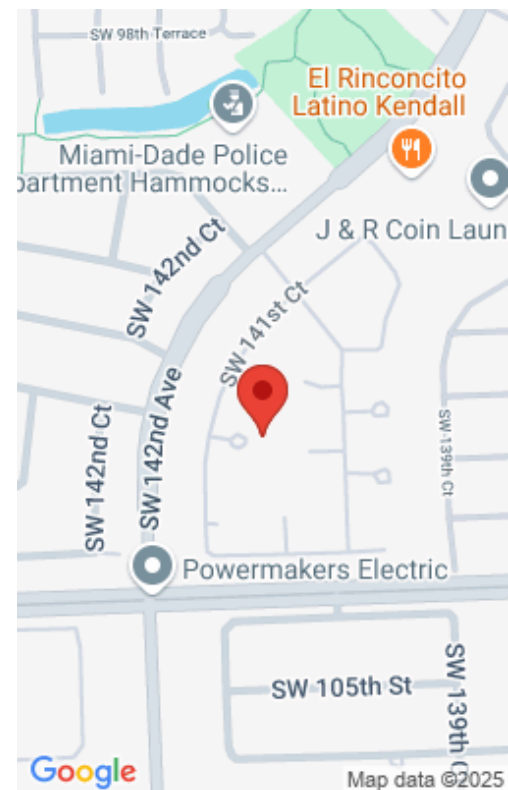 SW 98th Terrace
El Rinconcito
Latino Kendall
Miami-Dade Police
partment Hammocks...
J & R Coin Laun
SW 142nd Ct
SW 141st Ct
SW 142nd Ave
SW 142nd Ct
SW 139th Ct
Powermakers Electric
SW 105th St
SW 139th C
Google
Map data ©2025